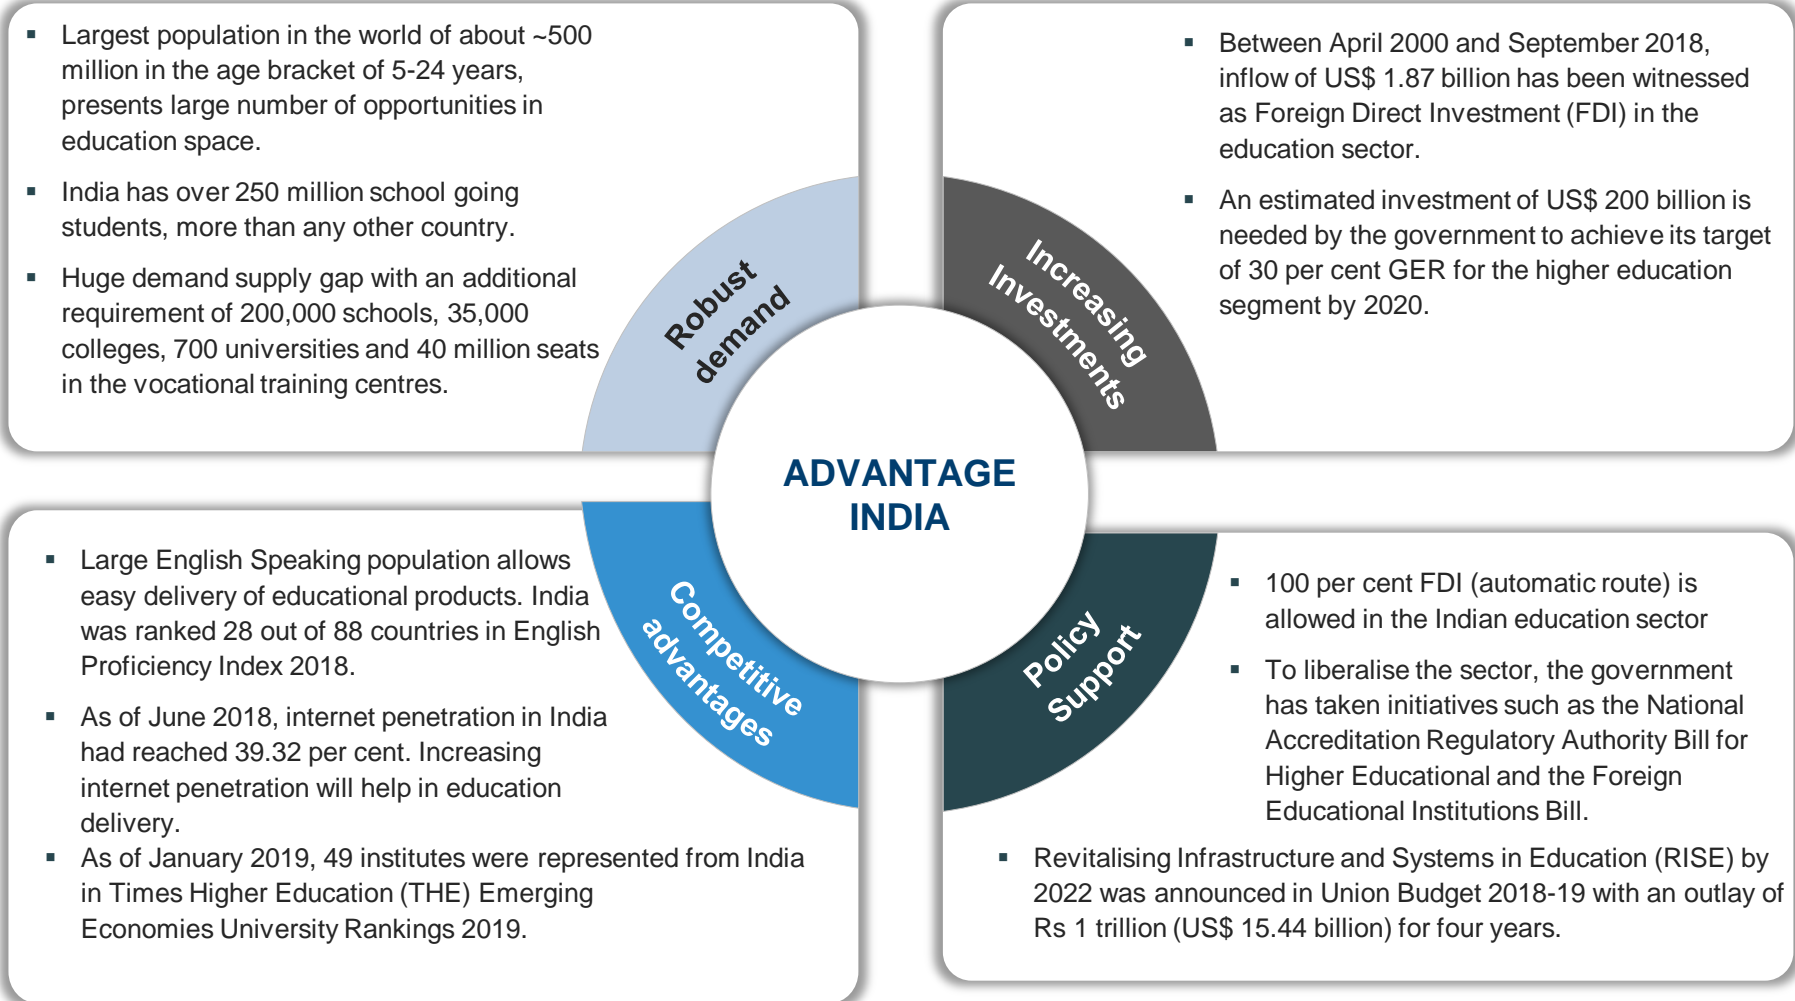 ▪ Largest population in the world of about ~500
million in the age bracket of 5-24 years,
presents large number of opportunities in
education space.
▪ India has over 250 million school going
students, more than any other country.
▪ Huge demand supply gap with an additional
requirement of 200,000 schools, 35,000
colleges, 700 universities and 40 million seats
in the vocational training centres.
Robust
demand
▪ Between April 2000 and September 2018,
inflow of US$ 1.87 billion has been witnessed
as Foreign Direct Investment (FDI) in the
education sector.
▪ An estimated investment of US$ 200 billion is
needed by the government to achieve its target
of 30 per cent GER for the higher education
segment by 2020.
Increasing
Investments
ADVANTAGE
INDIA
▪ Large English Speaking population allows
easy delivery of educational products. India
was ranked 28 out of 88 countries in English
Proficiency Index 2018.
▪ As of June 2018, internet penetration in India
had reached 39.32 per cent. Increasing
internet penetration will help in education
delivery.
▪ As of January 2019, 49 institutes were represented from India
in Times Higher Education (THE) Emerging
Economies University Rankings 2019.
Competitive
advantages
▪ 100 per cent FDI (automatic route) is
allowed in the Indian education sector
▪ To liberalise the sector, the government
has taken initiatives such as the National
Accreditation Regulatory Authority Bill for
Higher Educational and the Foreign
Educational Institutions Bill.
▪ Revitalising Infrastructure and Systems in Education (RISE) by
2022 was announced in Union Budget 2018-19 with an outlay of
Rs 1 trillion (US$ 15.44 billion) for four years.
Policy
Support